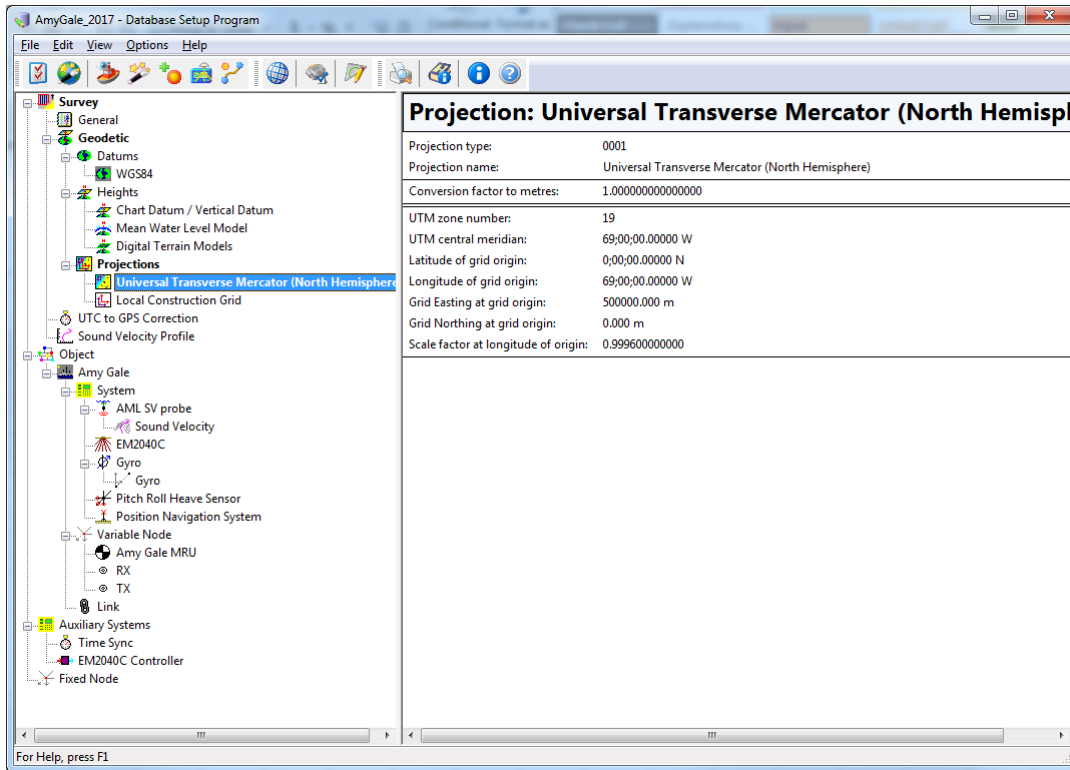 AmyGale_2017 - Database Setup Program
File Edit View Options Help
Survey
General
Geodetic
Datums
WGS84
Heights
Chart Datum / Vertical Datum
Mean Water Level Model
Digital Terrain Models
Projections
Universal Transverse Mercator (North Hemisphere
Local Construction Grid
UTC to GPS Correction
Sound Velocity Profile
Object
Amy Gale
System
AML SV probe
Sound Velocity
EM2040C
Gyro
Gyro
Pitch Roll Heave Sensor
Position Navigation System
Variable Node
Amy Gale MRU
RX
TX
Link
Auxiliary Systems
Time Sync
EM2040C Controller
Fixed Node
Projection: Universal Transverse Mercator (North Hemisph
Projection type: 0001
Projection name: Universal Transverse Mercator (North Hemisphere)
Conversion factor to metres: 1.000000000000000
UTM zone number: 19
UTM central meridian: 69;00;00.00000 W
Latitude of grid origin: 0;00;00.00000 N
Longitude of grid origin: 69;00;00.00000 W
Grid Easting at grid origin: 500000.000 m
Grid Northing at grid origin: 0.000 m
Scale factor at longitude of origin: 0.999600000000
For Help, press F1